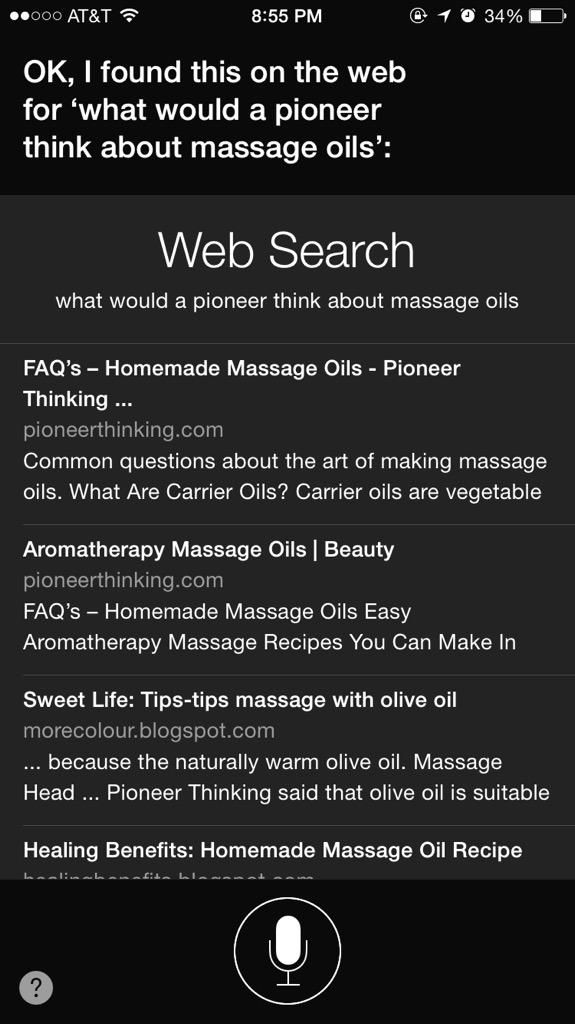 AT&T 8:55 PM 34%
OK, I found this on the web
for ‘what would a pioneer
think about massage oils’:
Web Search
what would a pioneer think about massage oils
FAQ’s – Homemade Massage Oils - Pioneer
Thinking ...
pioneerthinking.com
Common questions about the art of making massage
oils. What Are Carrier Oils? Carrier oils are vegetable
Aromatherapy Massage Oils | Beauty
pioneerthinking.com
FAQ’s – Homemade Massage Oils Easy
Aromatherapy Massage Recipes You Can Make In
Sweet Life: Tips-tips massage with olive oil
morecolour.blogspot.com
... because the naturally warm olive oil. Massage
Head ... Pioneer Thinking said that olive oil is suitable
Healing Benefits: Homemade Massage Oil Recipe
healingbenefits.blogspot.com
?